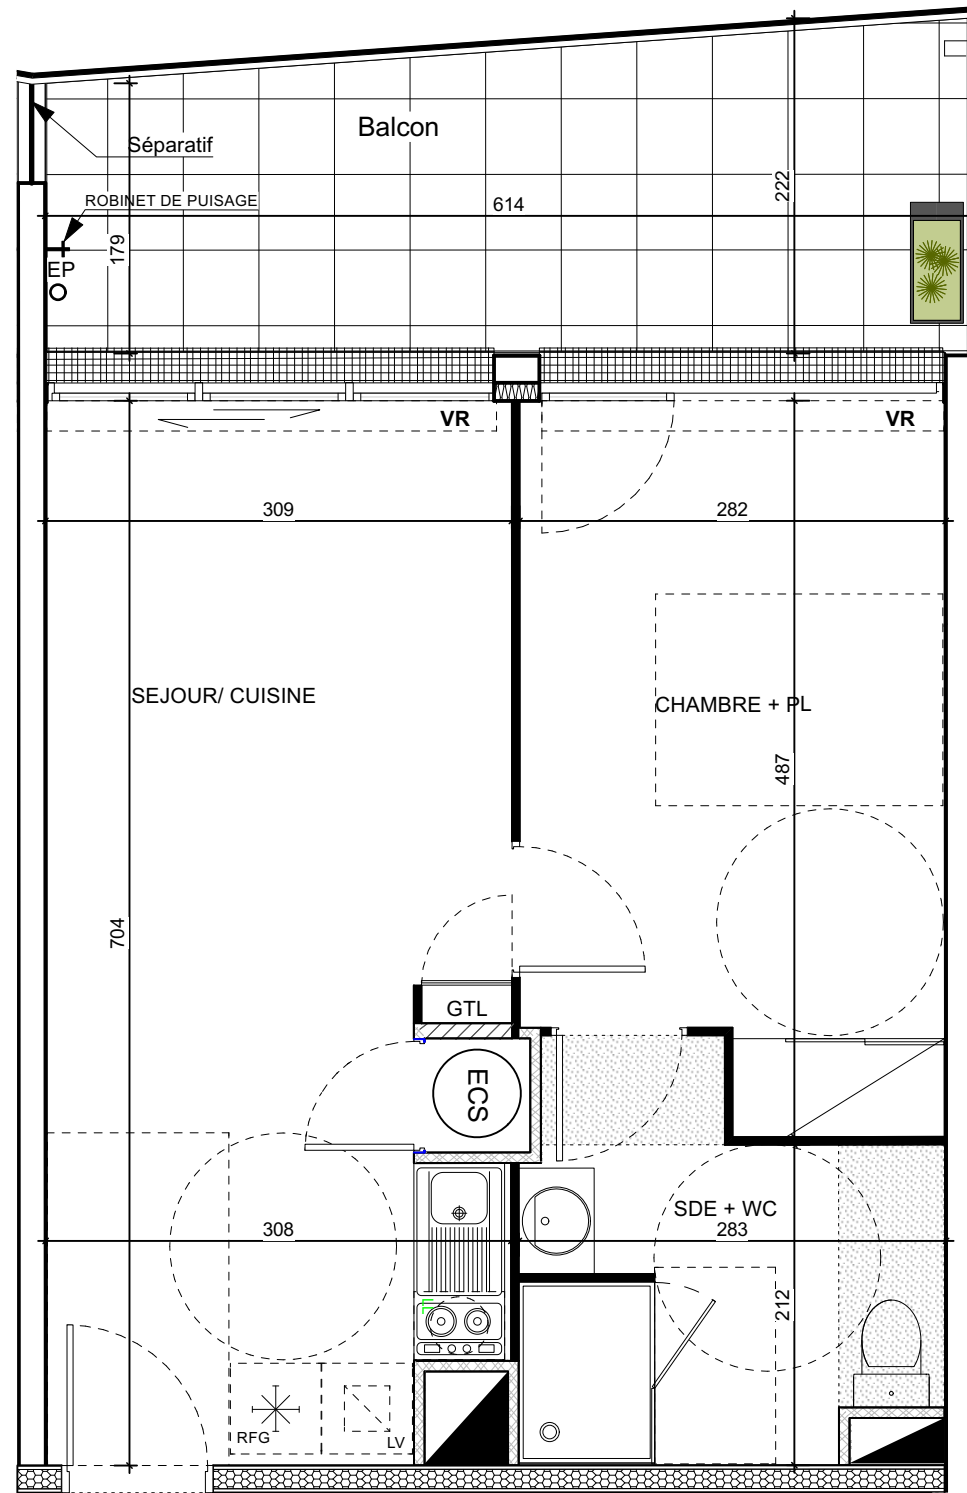 Balcon
Séparatif
222
ROBINET DE PUISAGE
614
179
EP
VR
VR
309
282
SEJOUR/ CUISINE
CHAMBRE + PL
487
704
GTL
ECS
SDE + WC
308
283
212
RFG
LV